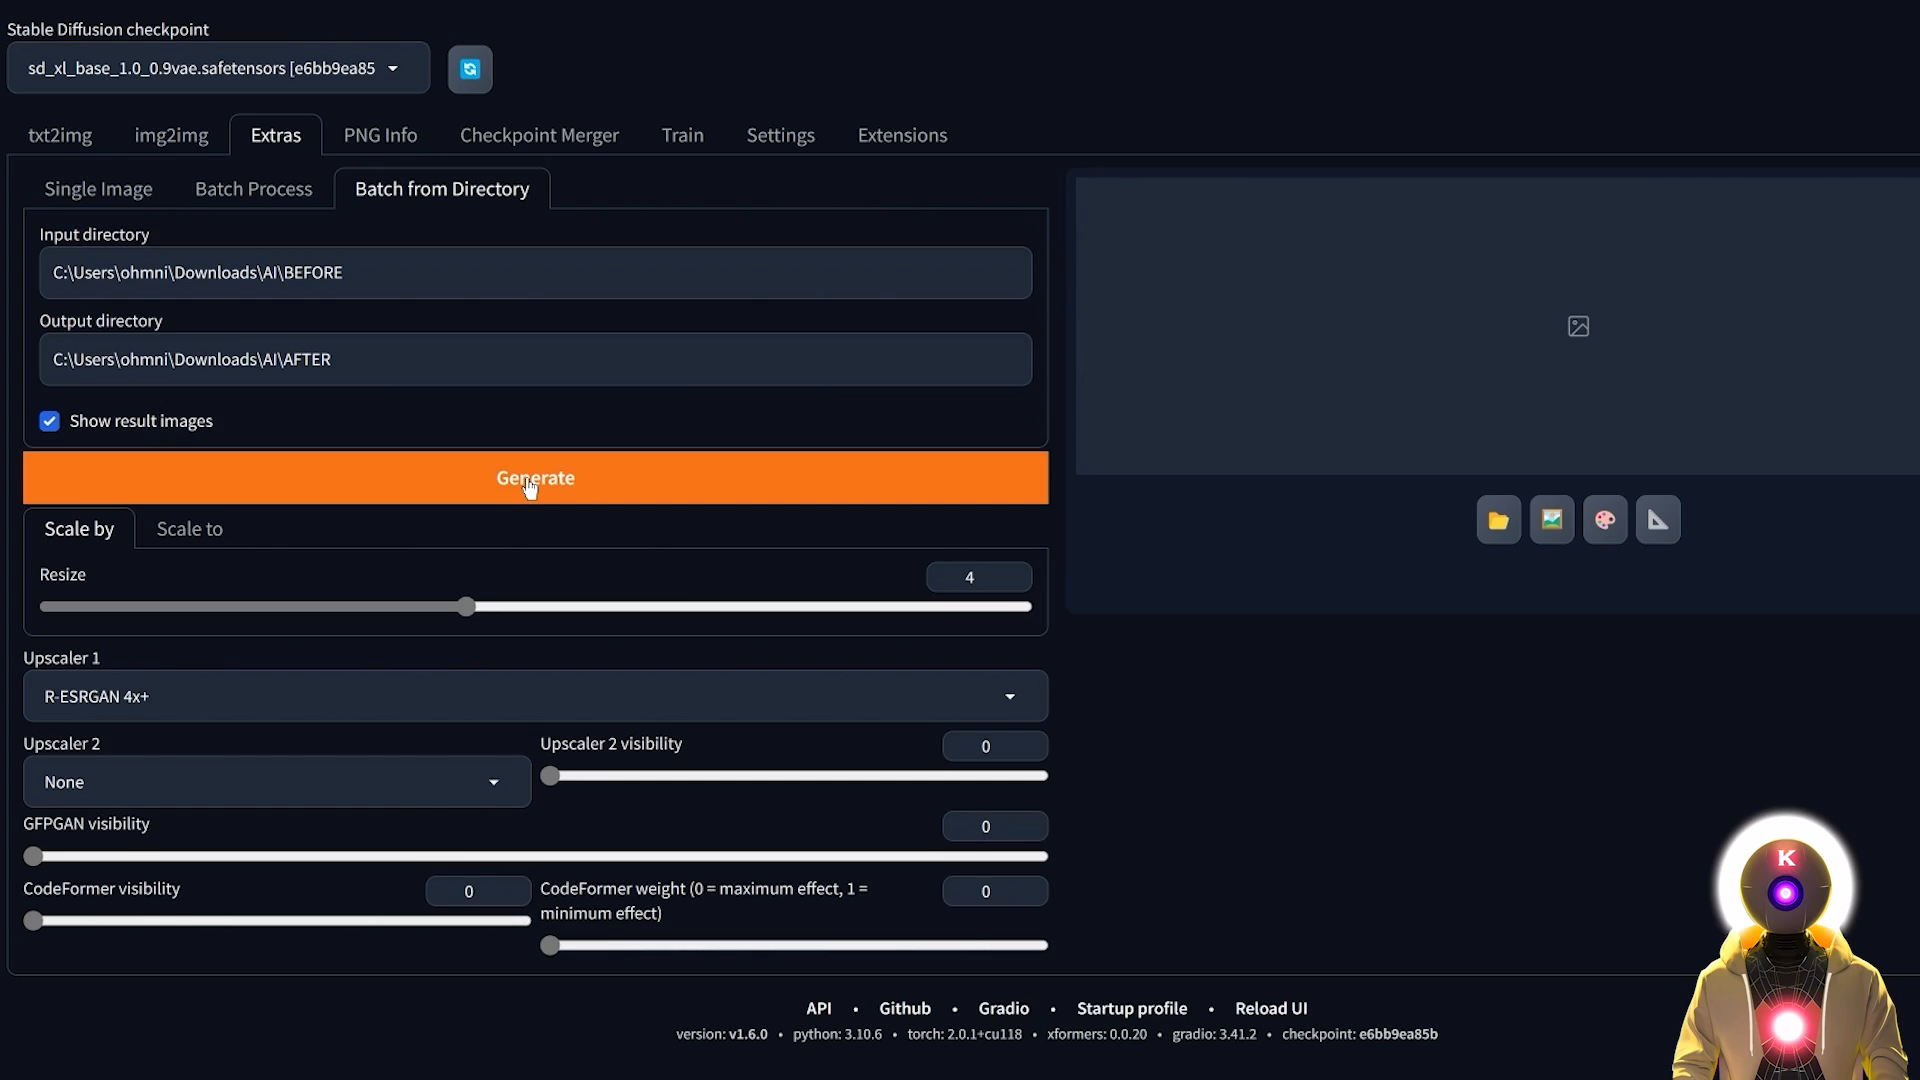 Stable Diffusion checkpoint
sd_xl_base_1.0_0.9vae.safetensors [e6bb9ea85
txt2img img2img Extras PNG Info Checkpoint Merger Train Settings Extensions
Single Image Batch Process Batch from Directory
Input directory
C:\Users\ohmni\Downloads\AI\BEFORE
Output directory
C:\Users\ohmni\Downloads\AI\AFTER
Show result images
Generate
Scale by Scale to
Resize 4
Upscaler 1
R-ESRGAN 4x+
Upscaler 2 Upscaler 2 visibility 0
None
GFPGAN visibility 0
CodeFormer visibility 0 CodeFormer weight (0 = maximum effect, 1 = 0
minimum effect)
K
API • Github • Gradio • Startup profile • Reload UI
version: v1.6.0 • python: 3.10.6 • torch: 2.0.1+cu118 • xformers: 0.0.20 • gradio: 3.41.2 • checkpoint: e6bb9ea85b